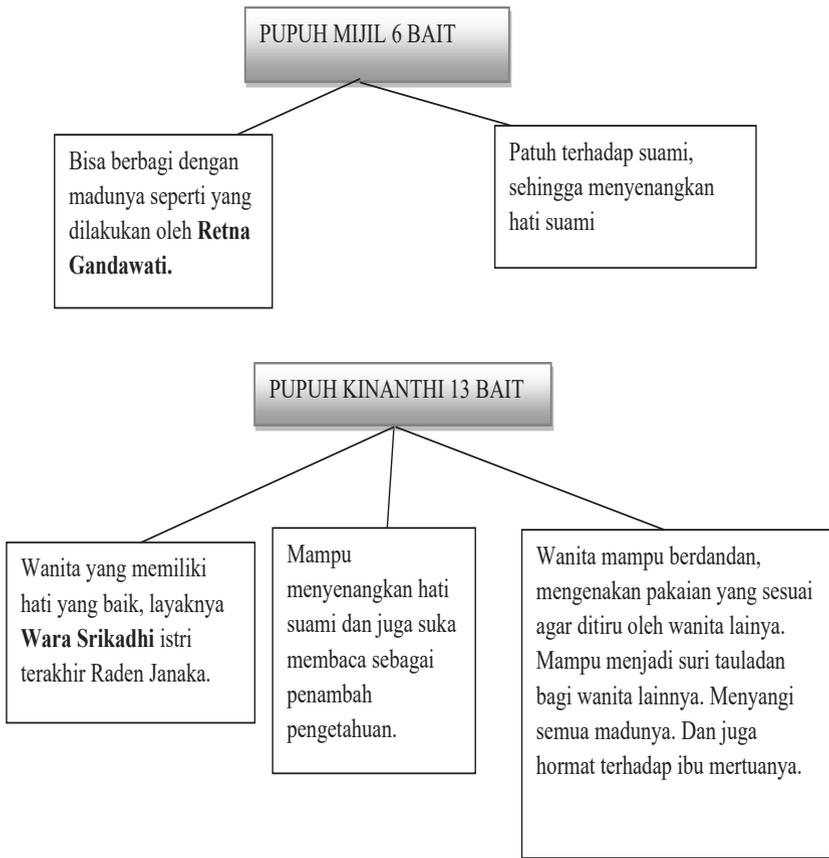 PUPUH MIJIL 6 BAIT
Bisa berbagi dengan
madunya seperti yang
dilakukan oleh Retna
Gandawati.
Patuh terhadap suami,
sehingga menyenangkan
hati suami
PUPUH KINANTHI 13 BAIT
Wanita yang memiliki
hati yang baik, layaknya
Wara Srikadhi istri
terakhir Raden Janaka.
Mampu
menyenangkan hati
suami dan juga suka
membaca sebagai
penambah
pengetahuan.
Wanita mampu berdandan,
mengenakan pakaian yang sesuai
agar ditiru oleh wanita lainya.
Mampu menjadi suri tauladan
bagi wanita lainnya. Menyangi
semua madunya. Dan juga
hormat terhadap ibu mertuanya.